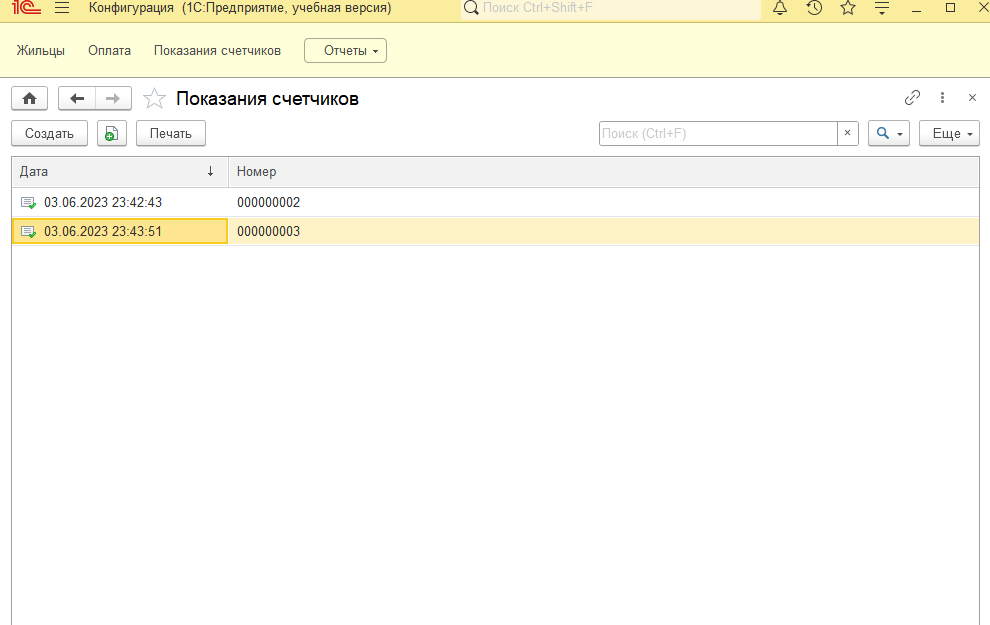 1С Конфигурация (1С:Предприятие, учебная версия) Поиск Ctrl+Shift+F
Жильцы Оплата Показания счетчиков Отчеты
Показания счетчиков
Создать Печать Поиск (Ctrl+F) × Еще
Дата ↓ Номер
03.06.2023 23:42:43 000000002
03.06.2023 23:43:51 000000003